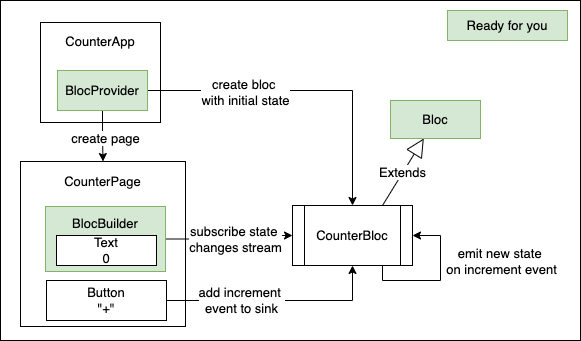 CounterApp
Ready for you
BlocProvider
create bloc
with initial state
Bloc
create page
Extends
CounterPage
BlocBuilder
Text
0
subscribe state
changes stream
CounterBloc
emit new state
on increment event
Button
"+"
add increment
event to sink